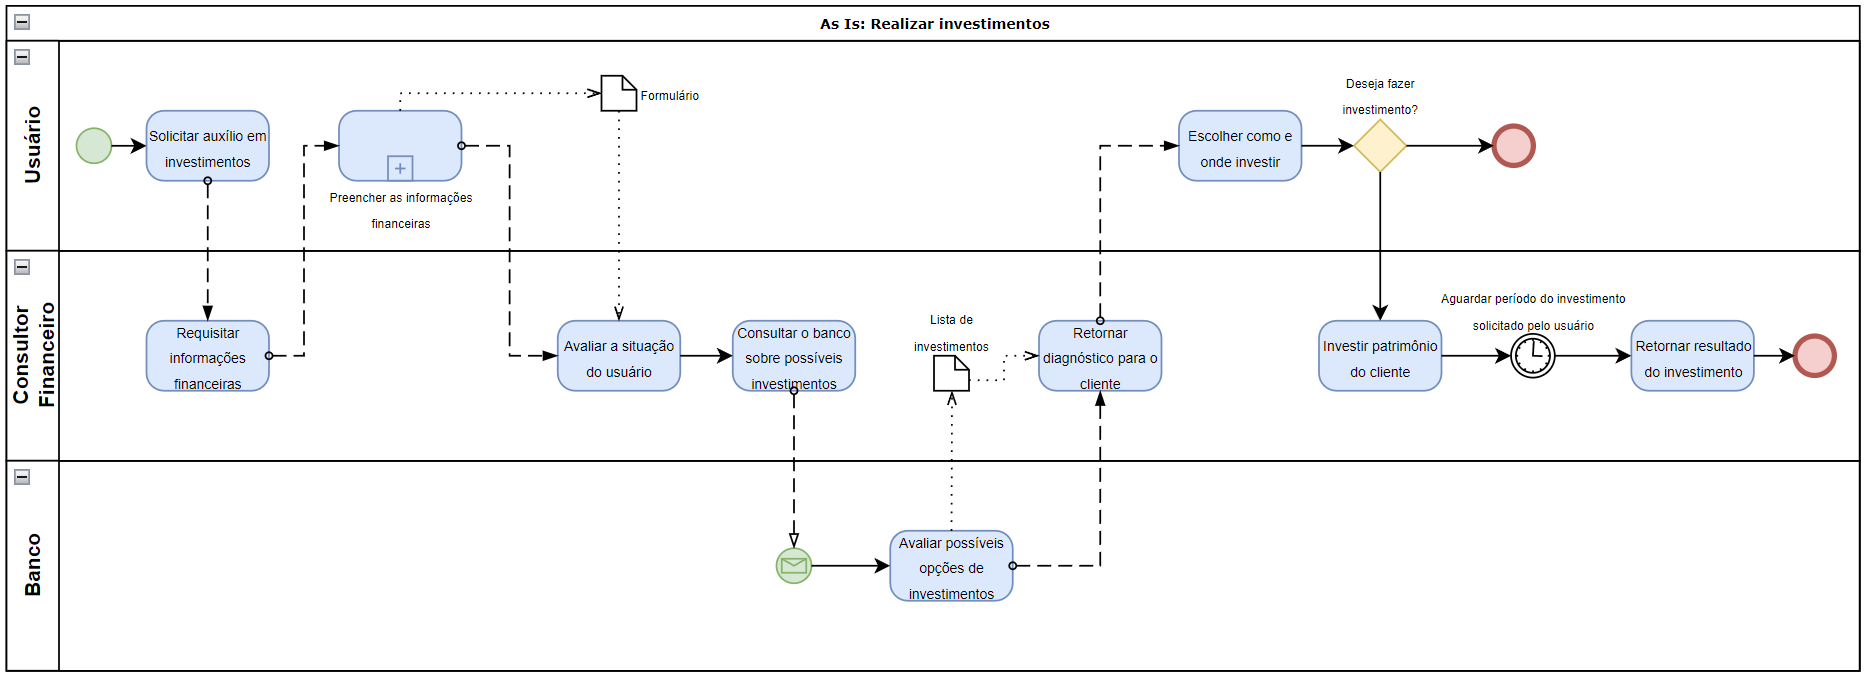 As Is: Realizar investimentos
Usuário
Solicitar auxílio em
investimentos
Preencher as informações
financeiras
Formulário
Escolher como e
onde investir
Deseja fazer
investimento?
Consultor
Financeiro
Requisitar
informações
financeiras
Avaliar a situação
do usuário
Consultar o banco
sobre possíveis
investimentos
Lista de
investimentos
Retornar
diagnóstico para o
cliente
Investir patrimônio
do cliente
Aguardar período do investimento
solicitado pelo usuário
Retornar resultado
do investimento
Banco
Avaliar possíveis
opções de
investimentos